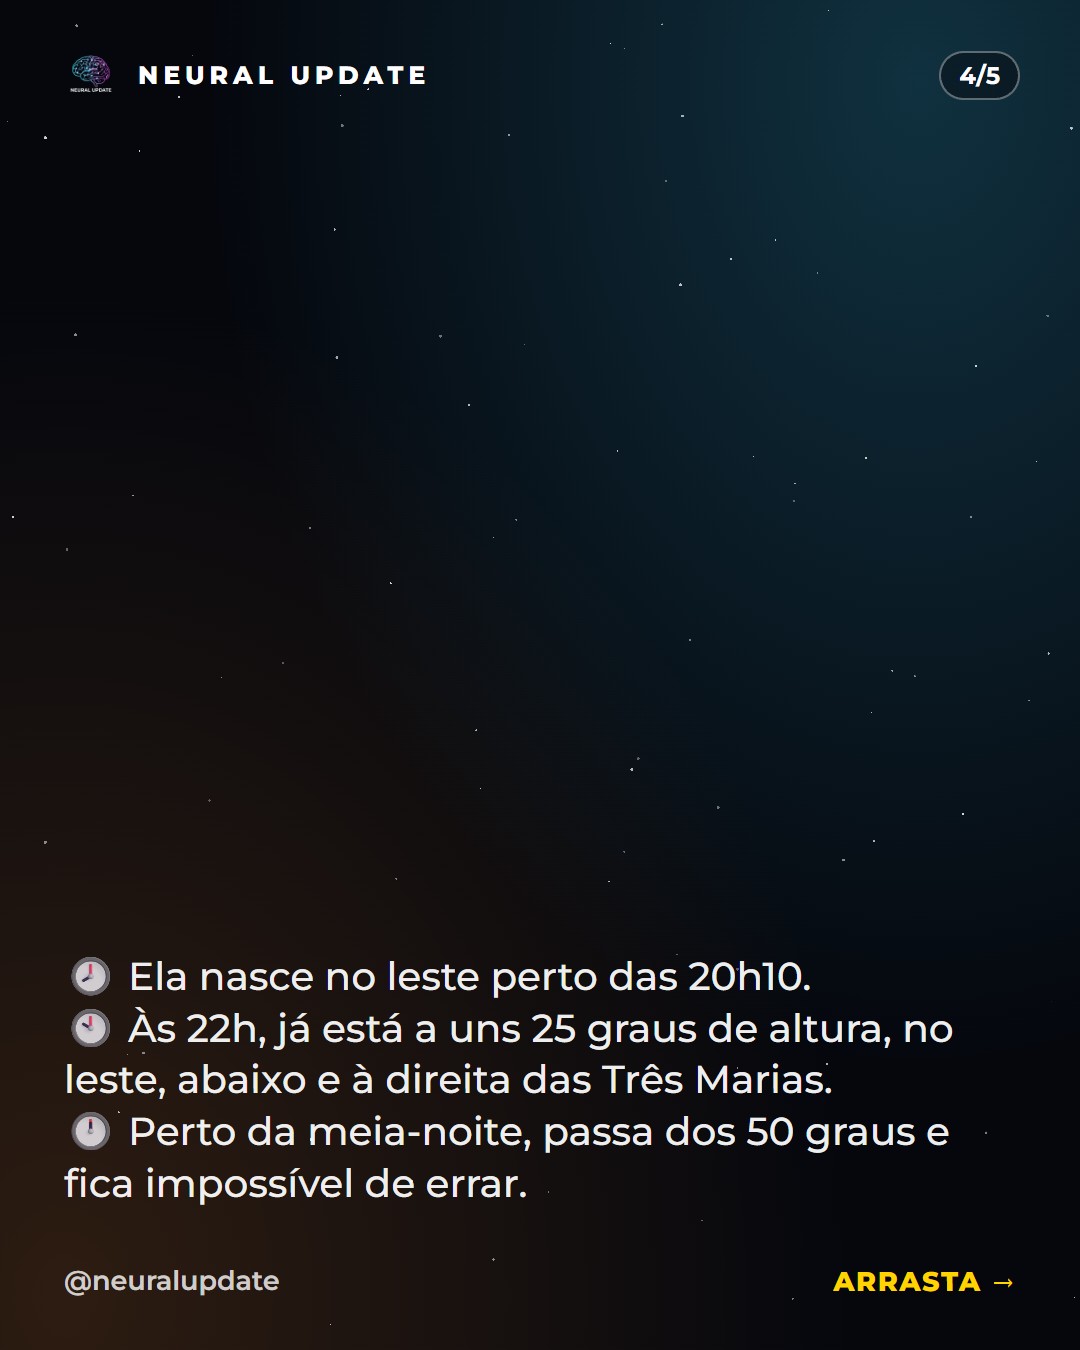 NEURAL UPDATE
NEURAL UPDATE
4/5
🕗 Ela nasce no leste perto das 20h10.
🕙 Às 22h, já está a uns 25 graus de altura, no
leste, abaixo e à direita das Três Marias.
🕛 Perto da meia-noite, passa dos 50 graus e
fica impossível de errar.
@neuralupdate
ARRASTA →